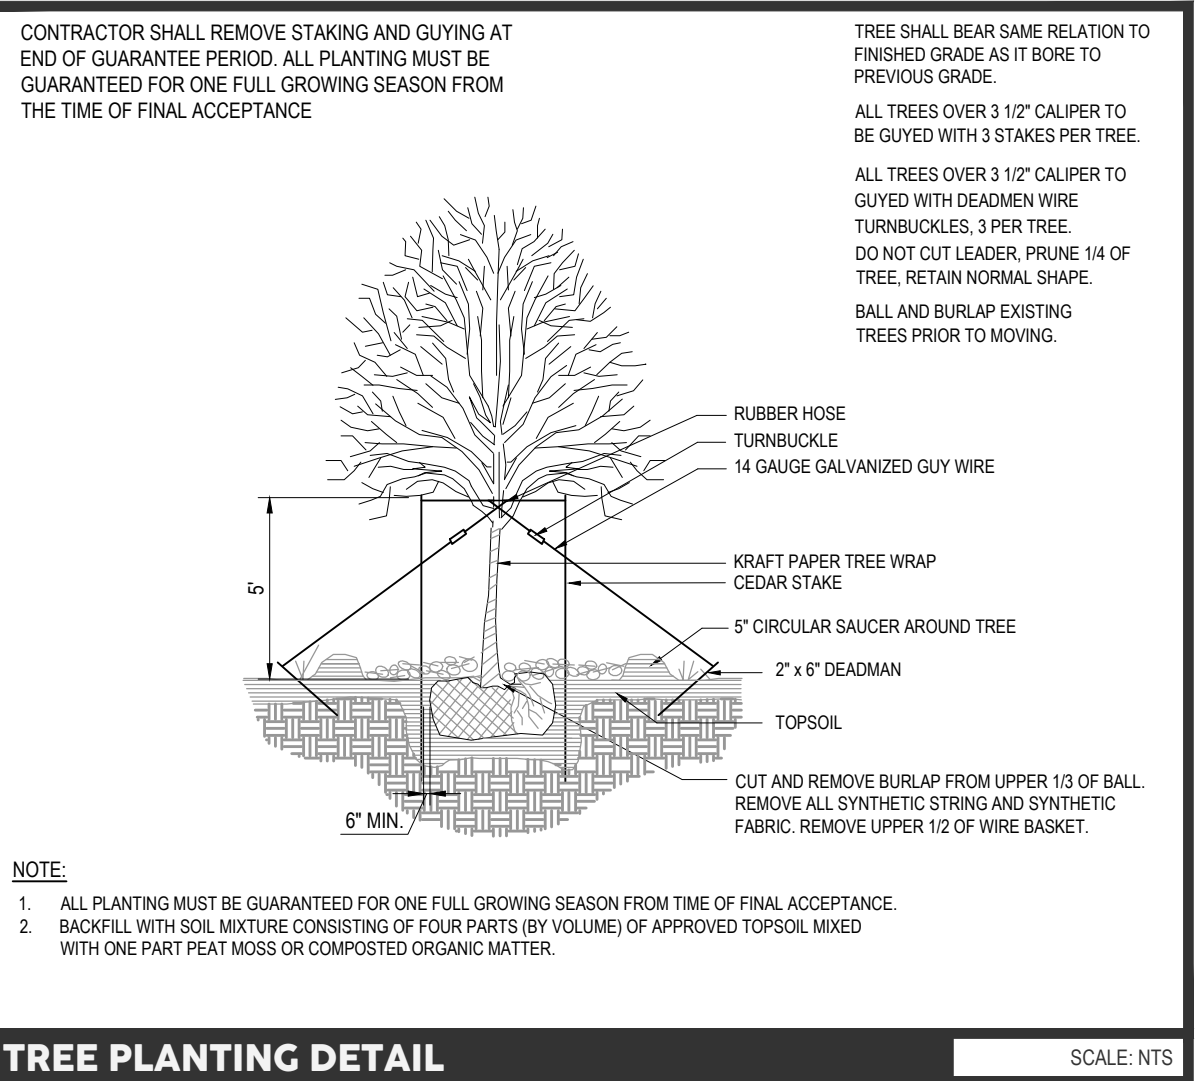 CONTRACTOR SHALL REMOVE STAKING AND GUYING AT
END OF GUARANTEE PERIOD. ALL PLANTING MUST BE
GUARANTEED FOR ONE FULL GROWING SEASON FROM
THE TIME OF FINAL ACCEPTANCE
TREE SHALL BEAR SAME RELATION TO
FINISHED GRADE AS IT BORE TO
PREVIOUS GRADE.
ALL TREES OVER 3 1/2" CALIPER TO
BE GUYED WITH 3 STAKES PER TREE.
ALL TREES OVER 3 1/2" CALIPER TO
GUYED WITH DEADMEN WIRE
TURNBUCKLES, 3 PER TREE.
DO NOT CUT LEADER, PRUNE 1/4 OF
TREE, RETAIN NORMAL SHAPE.
BALL AND BURLAP EXISTING
TREES PRIOR TO MOVING.
RUBBER HOSE
TURNBUCKLE
14 GAUGE GALVANIZED GUY WIRE
KRAFT PAPER TREE WRAP
CEDAR STAKE
5'
5" CIRCULAR SAUCER AROUND TREE
2" x 6" DEADMAN
TOPSOIL
CUT AND REMOVE BURLAP FROM UPPER 1/3 OF BALL.
REMOVE ALL SYNTHETIC STRING AND SYNTHETIC
FABRIC. REMOVE UPPER 1/2 OF WIRE BASKET.
6" MIN.
NOTE:
1. ALL PLANTING MUST BE GUARANTEED FOR ONE FULL GROWING SEASON FROM TIME OF FINAL ACCEPTANCE.
2. BACKFILL WITH SOIL MIXTURE CONSISTING OF FOUR PARTS (BY VOLUME) OF APPROVED TOPSOIL MIXED
WITH ONE PART PEAT MOSS OR COMPOSTED ORGANIC MATTER.
TREE PLANTING DETAIL
SCALE: NTS